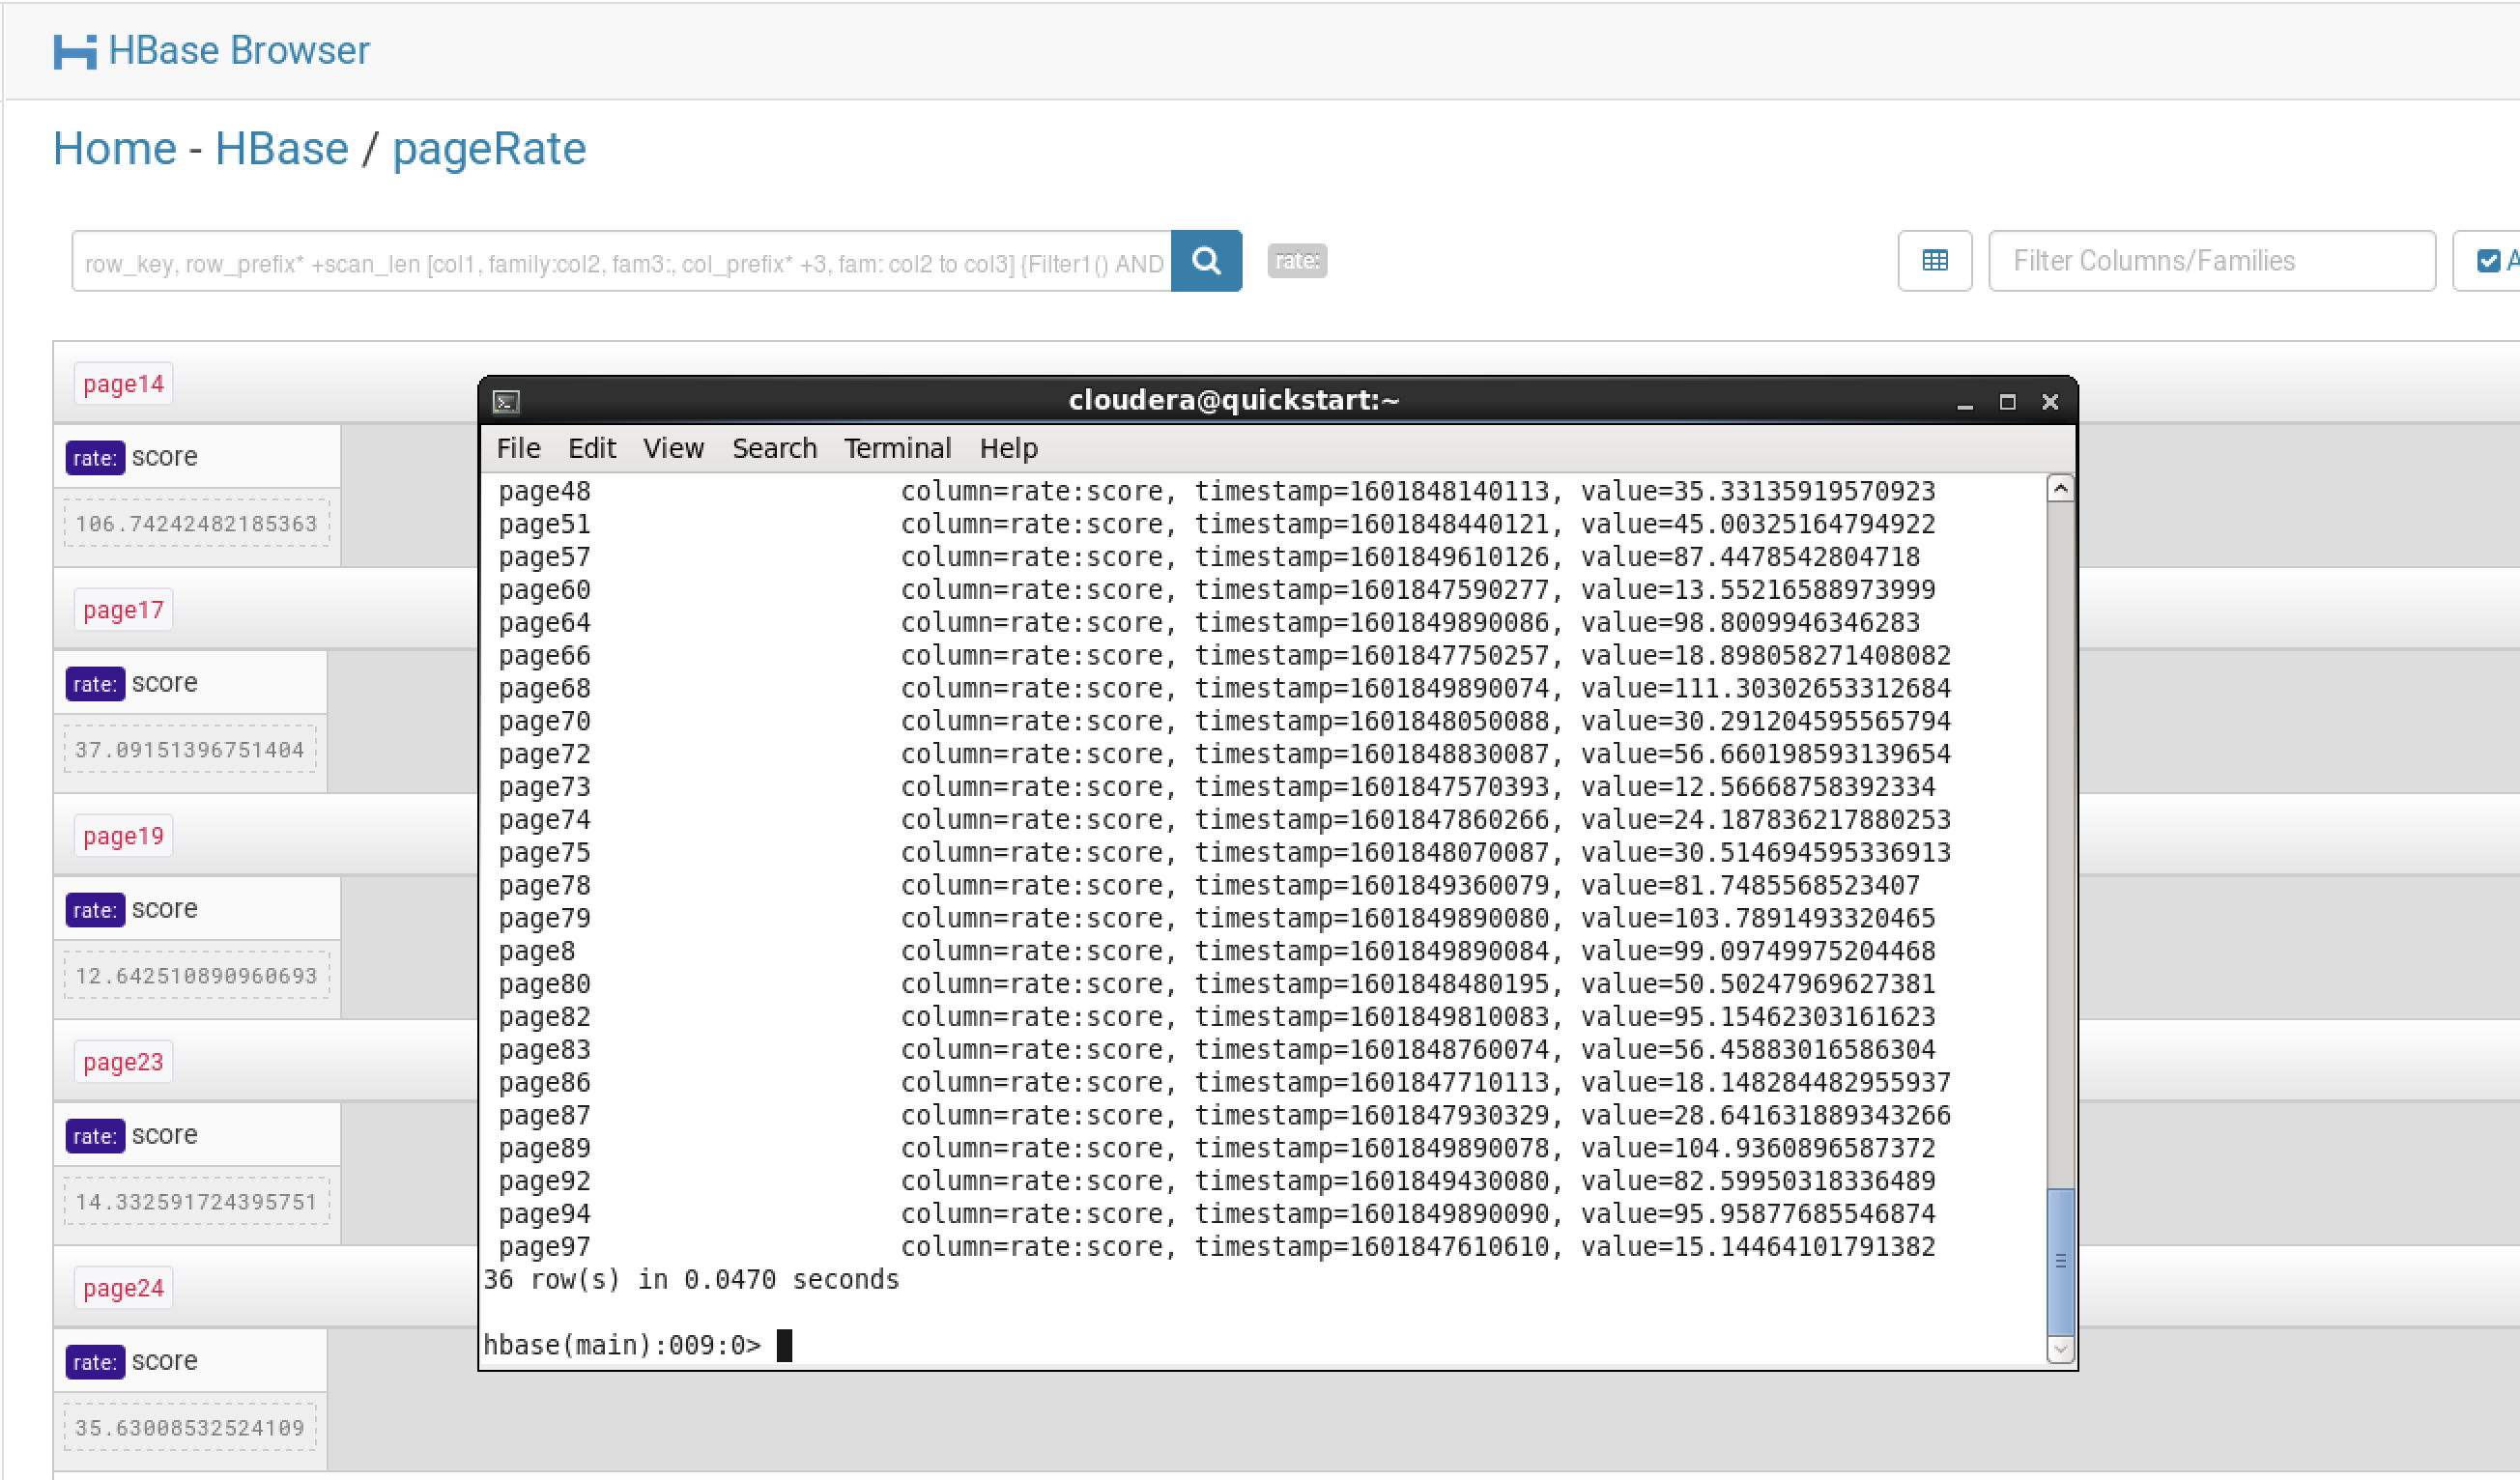 HBase Browser
Home - HBase / pageRate
row_key, row_prefix* +scan_len [col1, family:col2, fam3:, col_prefix* +3, fam: col2 to col3] {Filter1() AND
rate:
Filter Columns/Families
A
page14
rate: score
106.74242482185363
page17
rate: score
37.09151396751404
page19
rate: score
12.642510890960693
page23
rate: score
14.332591724395751
page24
rate: score
35.63008532524109
cloudera@quickstart:~
File Edit View Search Terminal Help
page48 column=rate:score, timestamp=1601848140113, value=35.33135919570923
page51 column=rate:score, timestamp=1601848440121, value=45.00325164794922
page57 column=rate:score, timestamp=1601849610126, value=87.4478542804718
page60 column=rate:score, timestamp=1601847590277, value=13.55216588973999
page64 column=rate:score, timestamp=1601849890086, value=98.8009946346283
page66 column=rate:score, timestamp=1601847750257, value=18.898058271408082
page68 column=rate:score, timestamp=1601849890074, value=111.30302653312684
page70 column=rate:score, timestamp=1601848050088, value=30.291204595565794
page72 column=rate:score, timestamp=1601848830087, value=56.660198593139654
page73 column=rate:score, timestamp=1601847570393, value=12.56668758392334
page74 column=rate:score, timestamp=1601847860266, value=24.187836217880253
page75 column=rate:score, timestamp=1601848070087, value=30.514694595336913
page78 column=rate:score, timestamp=1601849360079, value=81.7485568523407
page79 column=rate:score, timestamp=1601849890080, value=103.7891493320465
page8 column=rate:score, timestamp=1601849890084, value=99.09749975204468
page80 column=rate:score, timestamp=1601848480195, value=50.50247969627381
page82 column=rate:score, timestamp=1601849810083, value=95.15462303161623
page83 column=rate:score, timestamp=1601848760074, value=56.45883016586304
page86 column=rate:score, timestamp=1601847710113, value=18.148284482955937
page87 column=rate:score, timestamp=1601847930329, value=28.641631889343266
page89 column=rate:score, timestamp=1601849890078, value=104.9360896587372
page92 column=rate:score, timestamp=1601849430080, value=82.59950318336489
page94 column=rate:score, timestamp=1601849890090, value=95.95877685546874
page97 column=rate:score, timestamp=1601847610610, value=15.14464101791382
36 row(s) in 0.0470 seconds
hbase(main):009:0>